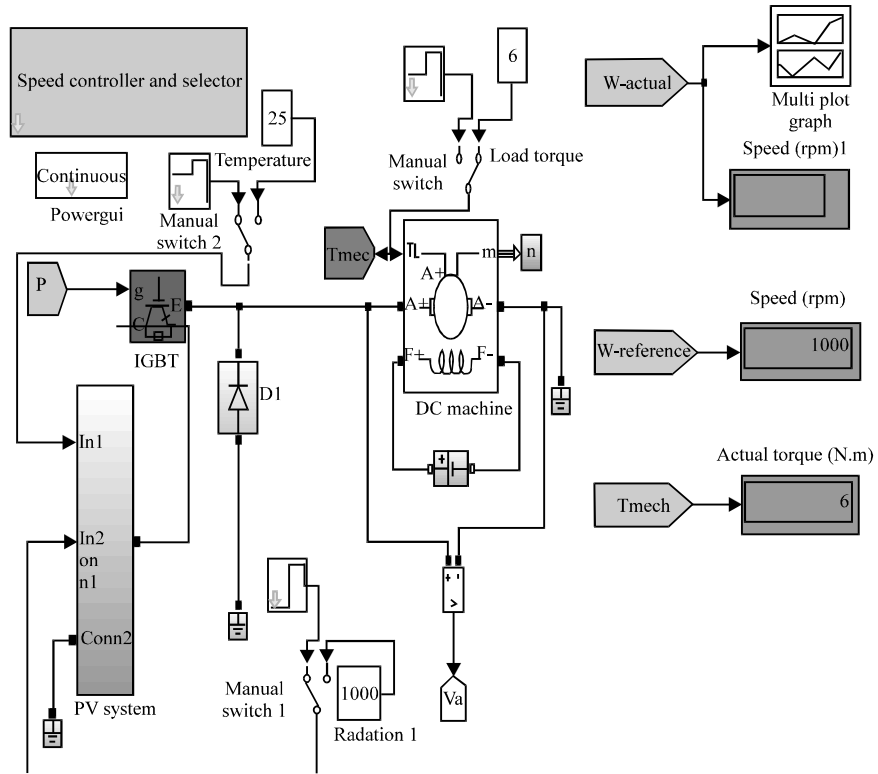 Speed controller and selector
25
Temperature
Continuous
Powergui
Manual
switch 2
6
Manual
switch
Load torque
W-actual
Multi plot
graph
Speed (rpm)1
Tmec
TL
m
n
A+
A+
A-
F+
F-
DC machine
P
g
E
C
IGBT
D1
Speed (rpm)
W-reference
1000
Actual torque (N.m)
Tmech
6
In1
In2
on
n1
Conn2
PV system
Manual
switch 1
1000
Radation 1
+ -
v
Va